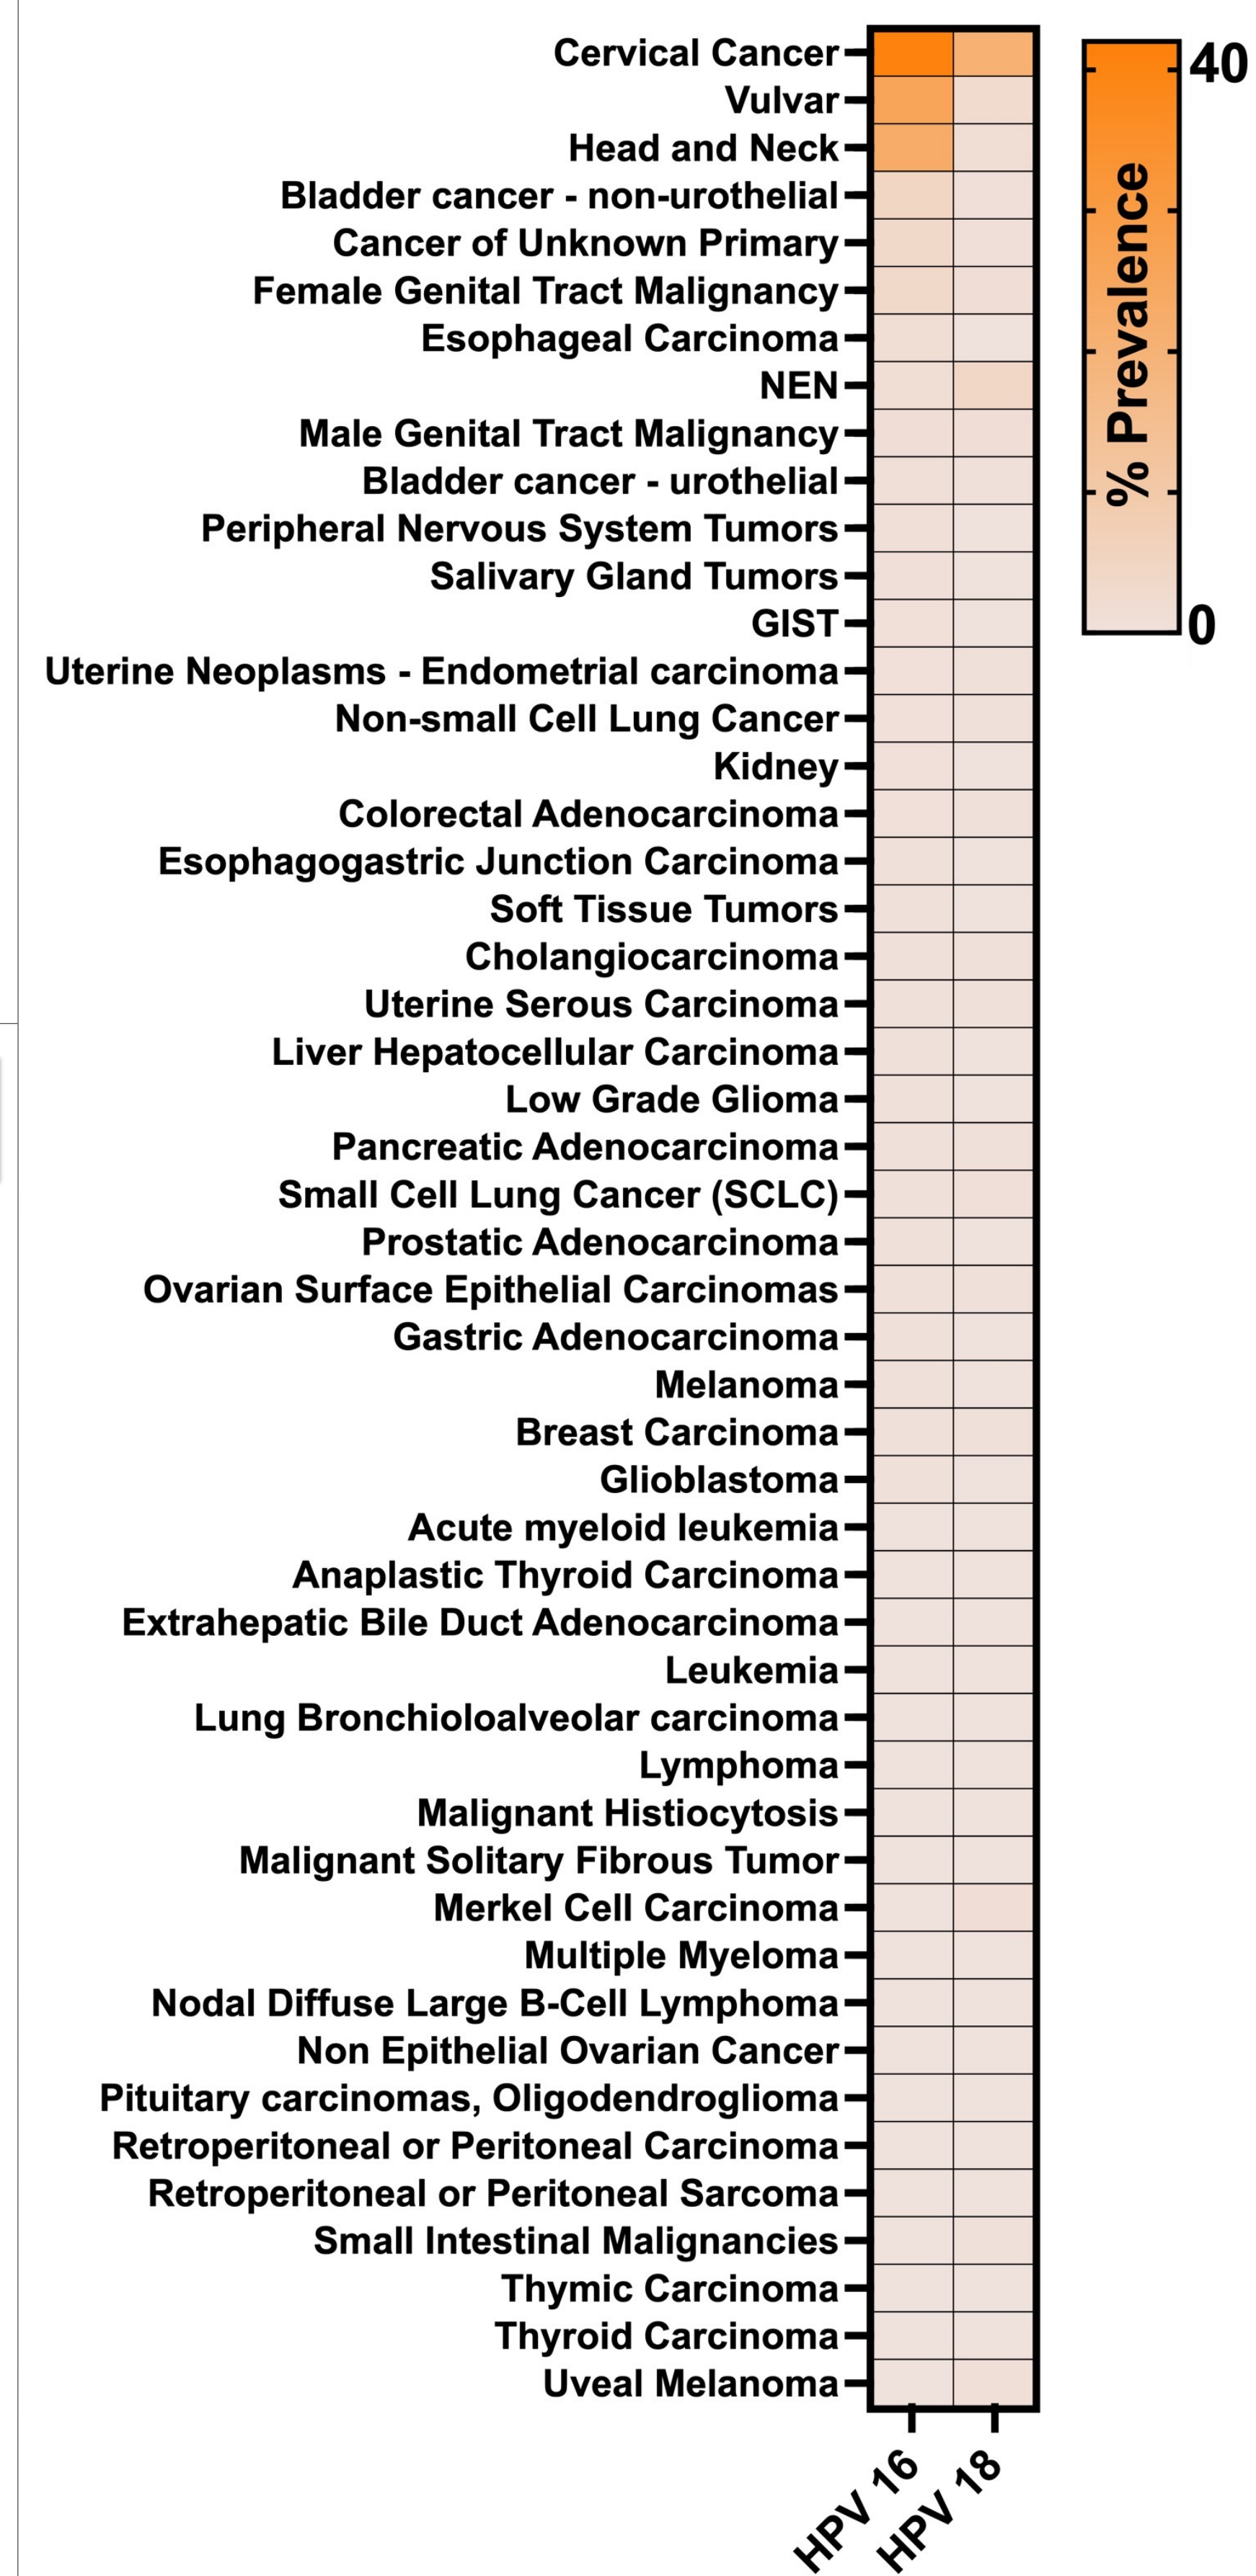 Cervical Cancer
Vulvar
Head and Neck
Bladder cancer - non-urothelial
Cancer of Unknown Primary
Female Genital Tract Malignancy
Esophageal Carcinoma
NEN
Male Genital Tract Malignancy
Bladder cancer - urothelial
Peripheral Nervous System Tumors
Salivary Gland Tumors
GIST
Uterine Neoplasms - Endometrial carcinoma
Non-small Cell Lung Cancer
Kidney
Colorectal Adenocarcinoma
Esophagogastric Junction Carcinoma
Soft Tissue Tumors
Cholangiocarcinoma
Uterine Serous Carcinoma
Liver Hepatocellular Carcinoma
Low Grade Glioma
Pancreatic Adenocarcinoma
Small Cell Lung Cancer (SCLC)
Prostatic Adenocarcinoma
Ovarian Surface Epithelial Carcinomas
Gastric Adenocarcinoma
Melanoma
Breast Carcinoma
Glioblastoma
Acute myeloid leukemia
Anaplastic Thyroid Carcinoma
Extrahepatic Bile Duct Adenocarcinoma
Leukemia
Lung Bronchioloalveolar carcinoma
Lymphoma
Malignant Histiocytosis
Malignant Solitary Fibrous Tumor
Merkel Cell Carcinoma
Multiple Myeloma
Nodal Diffuse Large B-Cell Lymphoma
Non Epithelial Ovarian Cancer
Pituitary carcinomas, Oligodendroglioma
Retroperitoneal or Peritoneal Carcinoma
Retroperitoneal or Peritoneal Sarcoma
Small Intestinal Malignancies
Thymic Carcinoma
Thyroid Carcinoma
Uveal Melanoma
HPV 16
HPV 18
40
% Prevalence
0